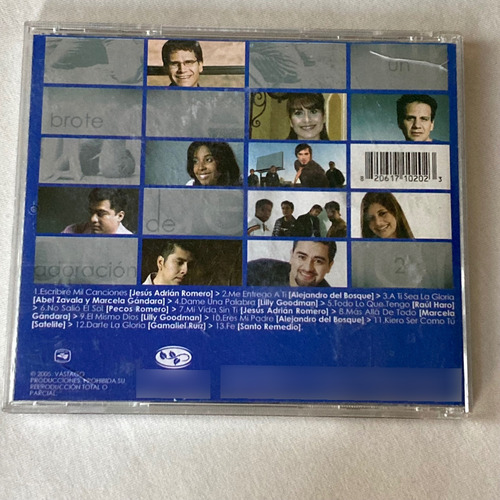 un
brote
8 20617 10202 3
de
adoración 2
1.Escribiré Mil Canciones [Jesús Adrián Romero] > 2.Me Entrego A Ti [Alejandro del Bosque] > 3.A Ti Sea La Gloria
[Abel Zavala y Marcela Gándara] > 4.Dame Una Palabra [Lilly Goodman] > 5.Todo Lo Que Tengo [Raúl Haro]
> 6.No Salió El Sol [Pecos Romero] > 7.Mi Vida Sin Ti [Jesús Adrián Romero] > 8.Más Allá De Todo [Marcela
Gándara] > 9.El Mismo Dios [Lilly Goodman] > 10.Eres Mi Padre [Alejandro del Bosque] > 11.Kiero Ser Como Tú
[Satelite] > 12.Darte La Gloria [Gamaliel Ruiz] > 13.Fe [Santo Remedio].
© 2005 VASTAGO
PRODUCCIONES. PROHIBIDA SU
REPRODUCCIÓN TOTAL O
PARCIAL.